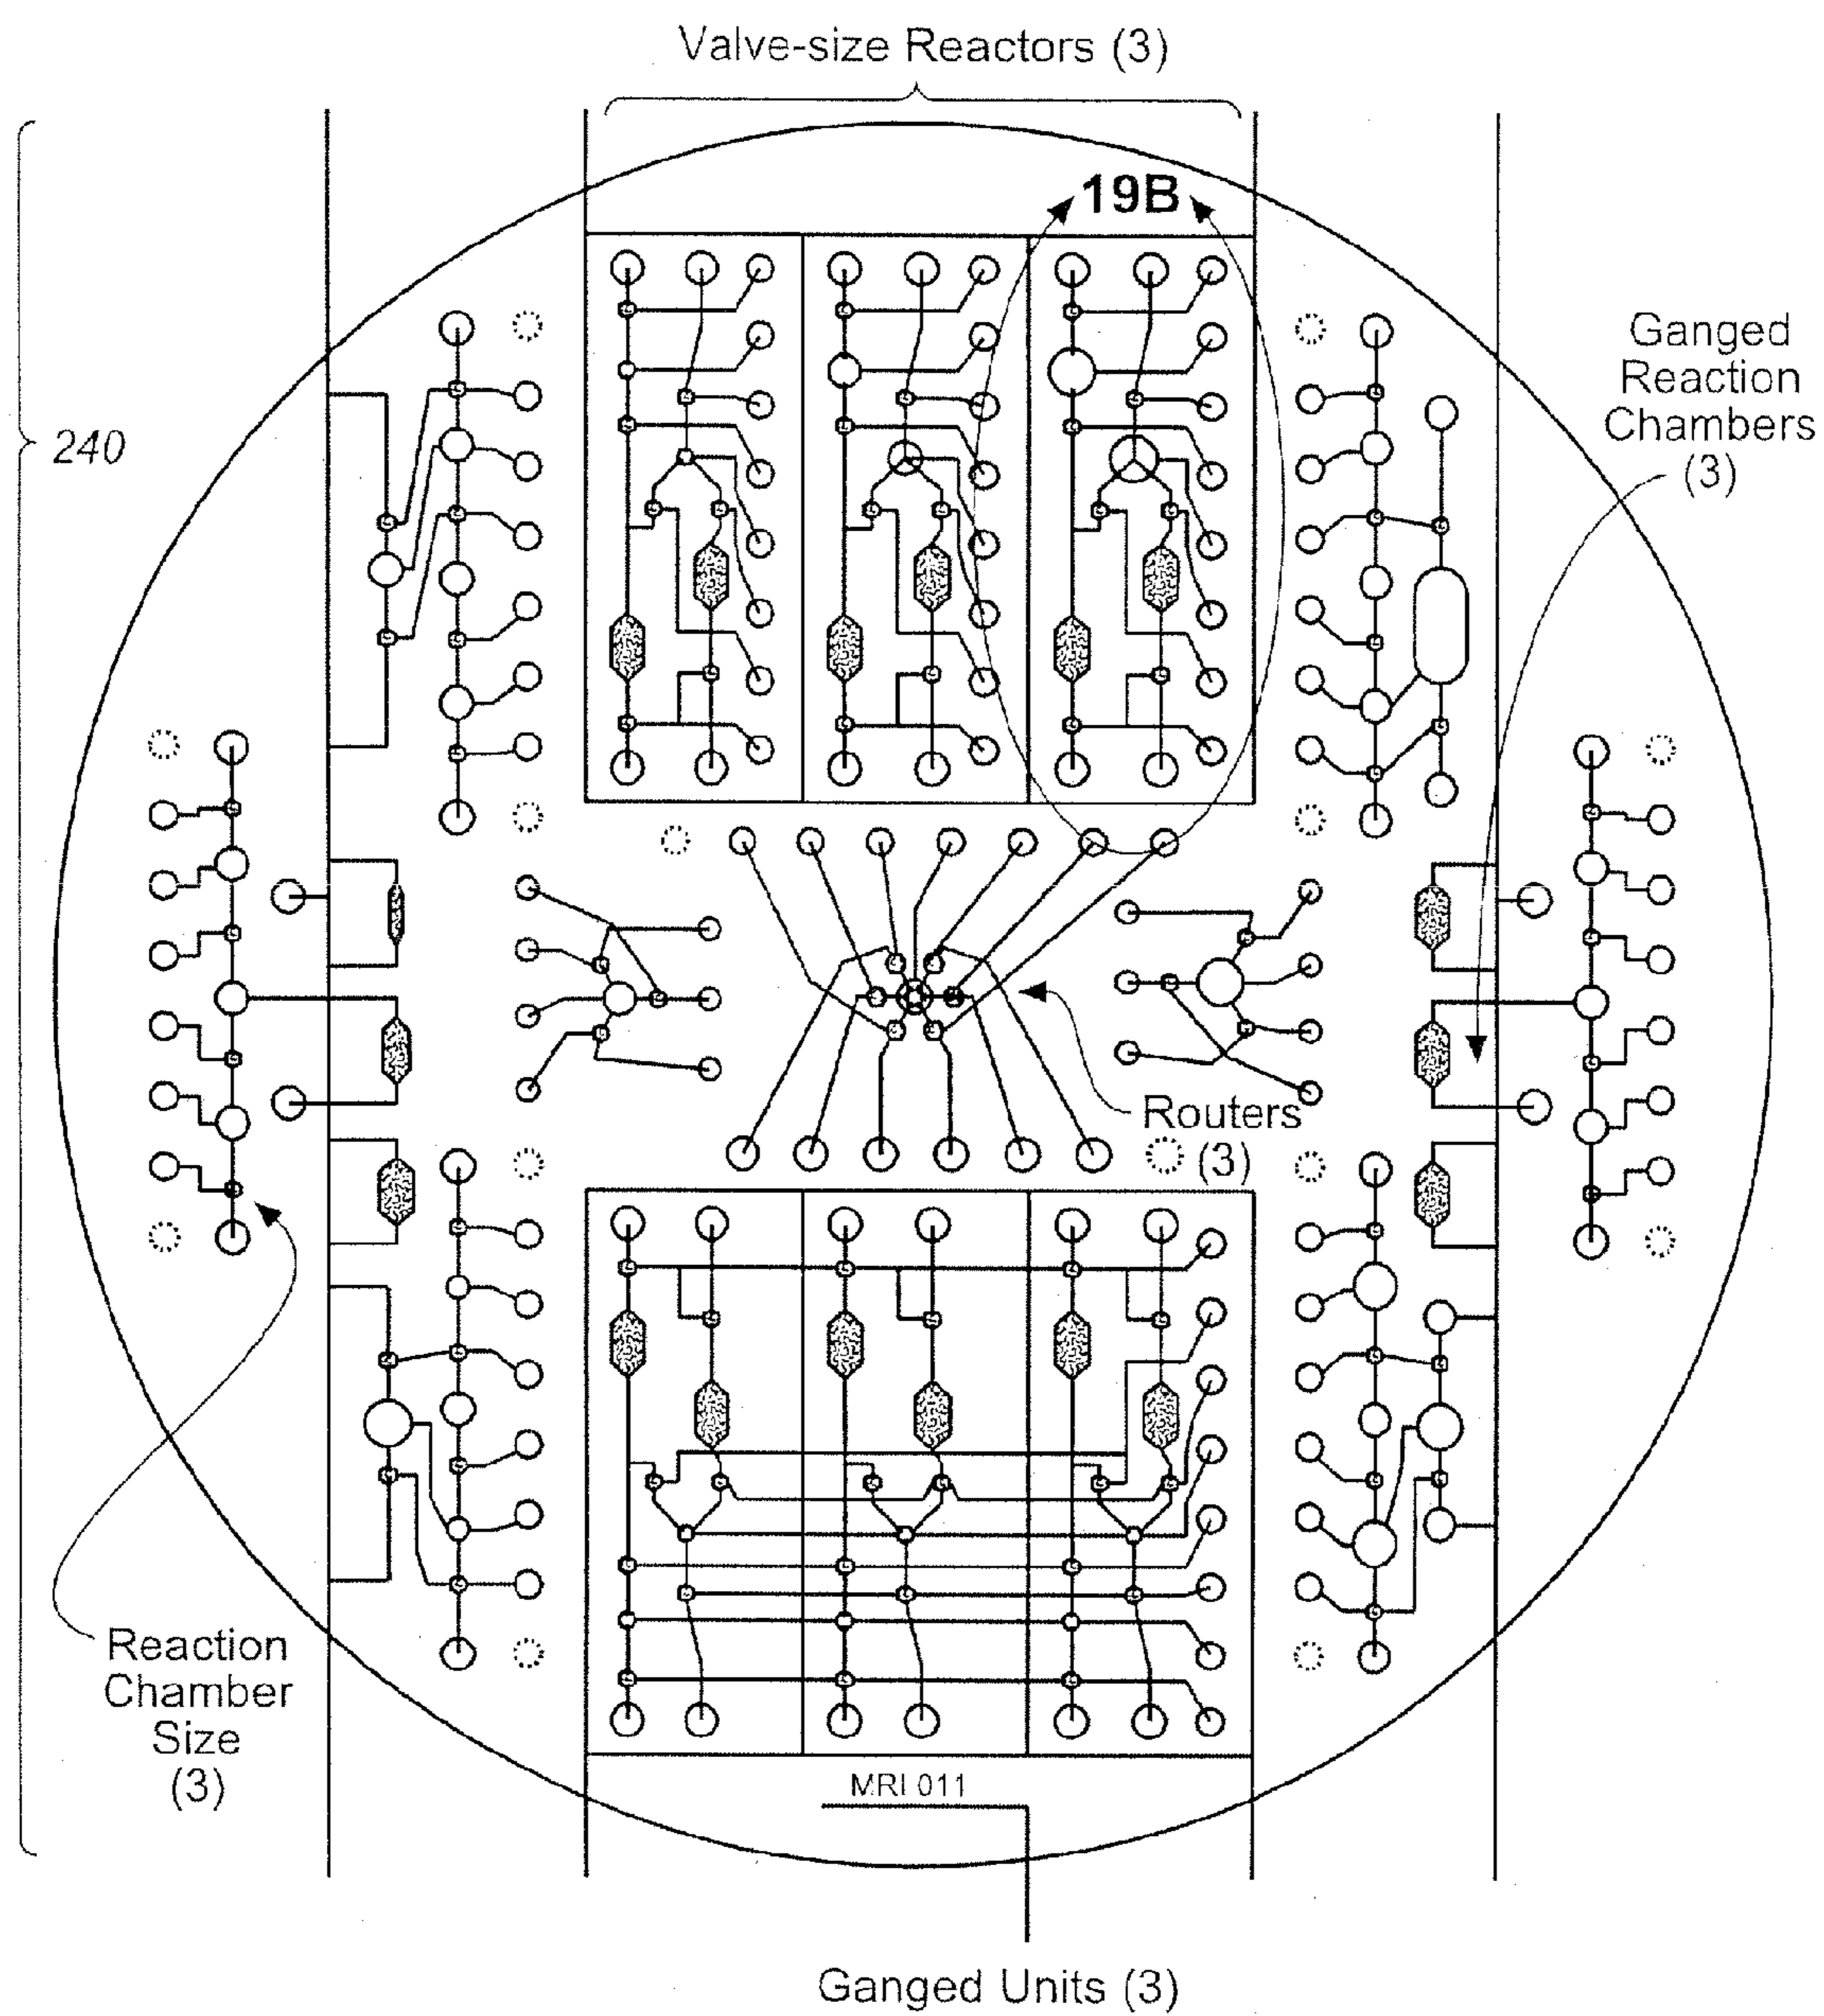 Valve-size Reactors (3)
19B
240
Ganged
Reaction
Chambers
(3)
Routers
(3)
Reaction
Chamber
Size
(3)
MRI 011
Ganged Units (3)